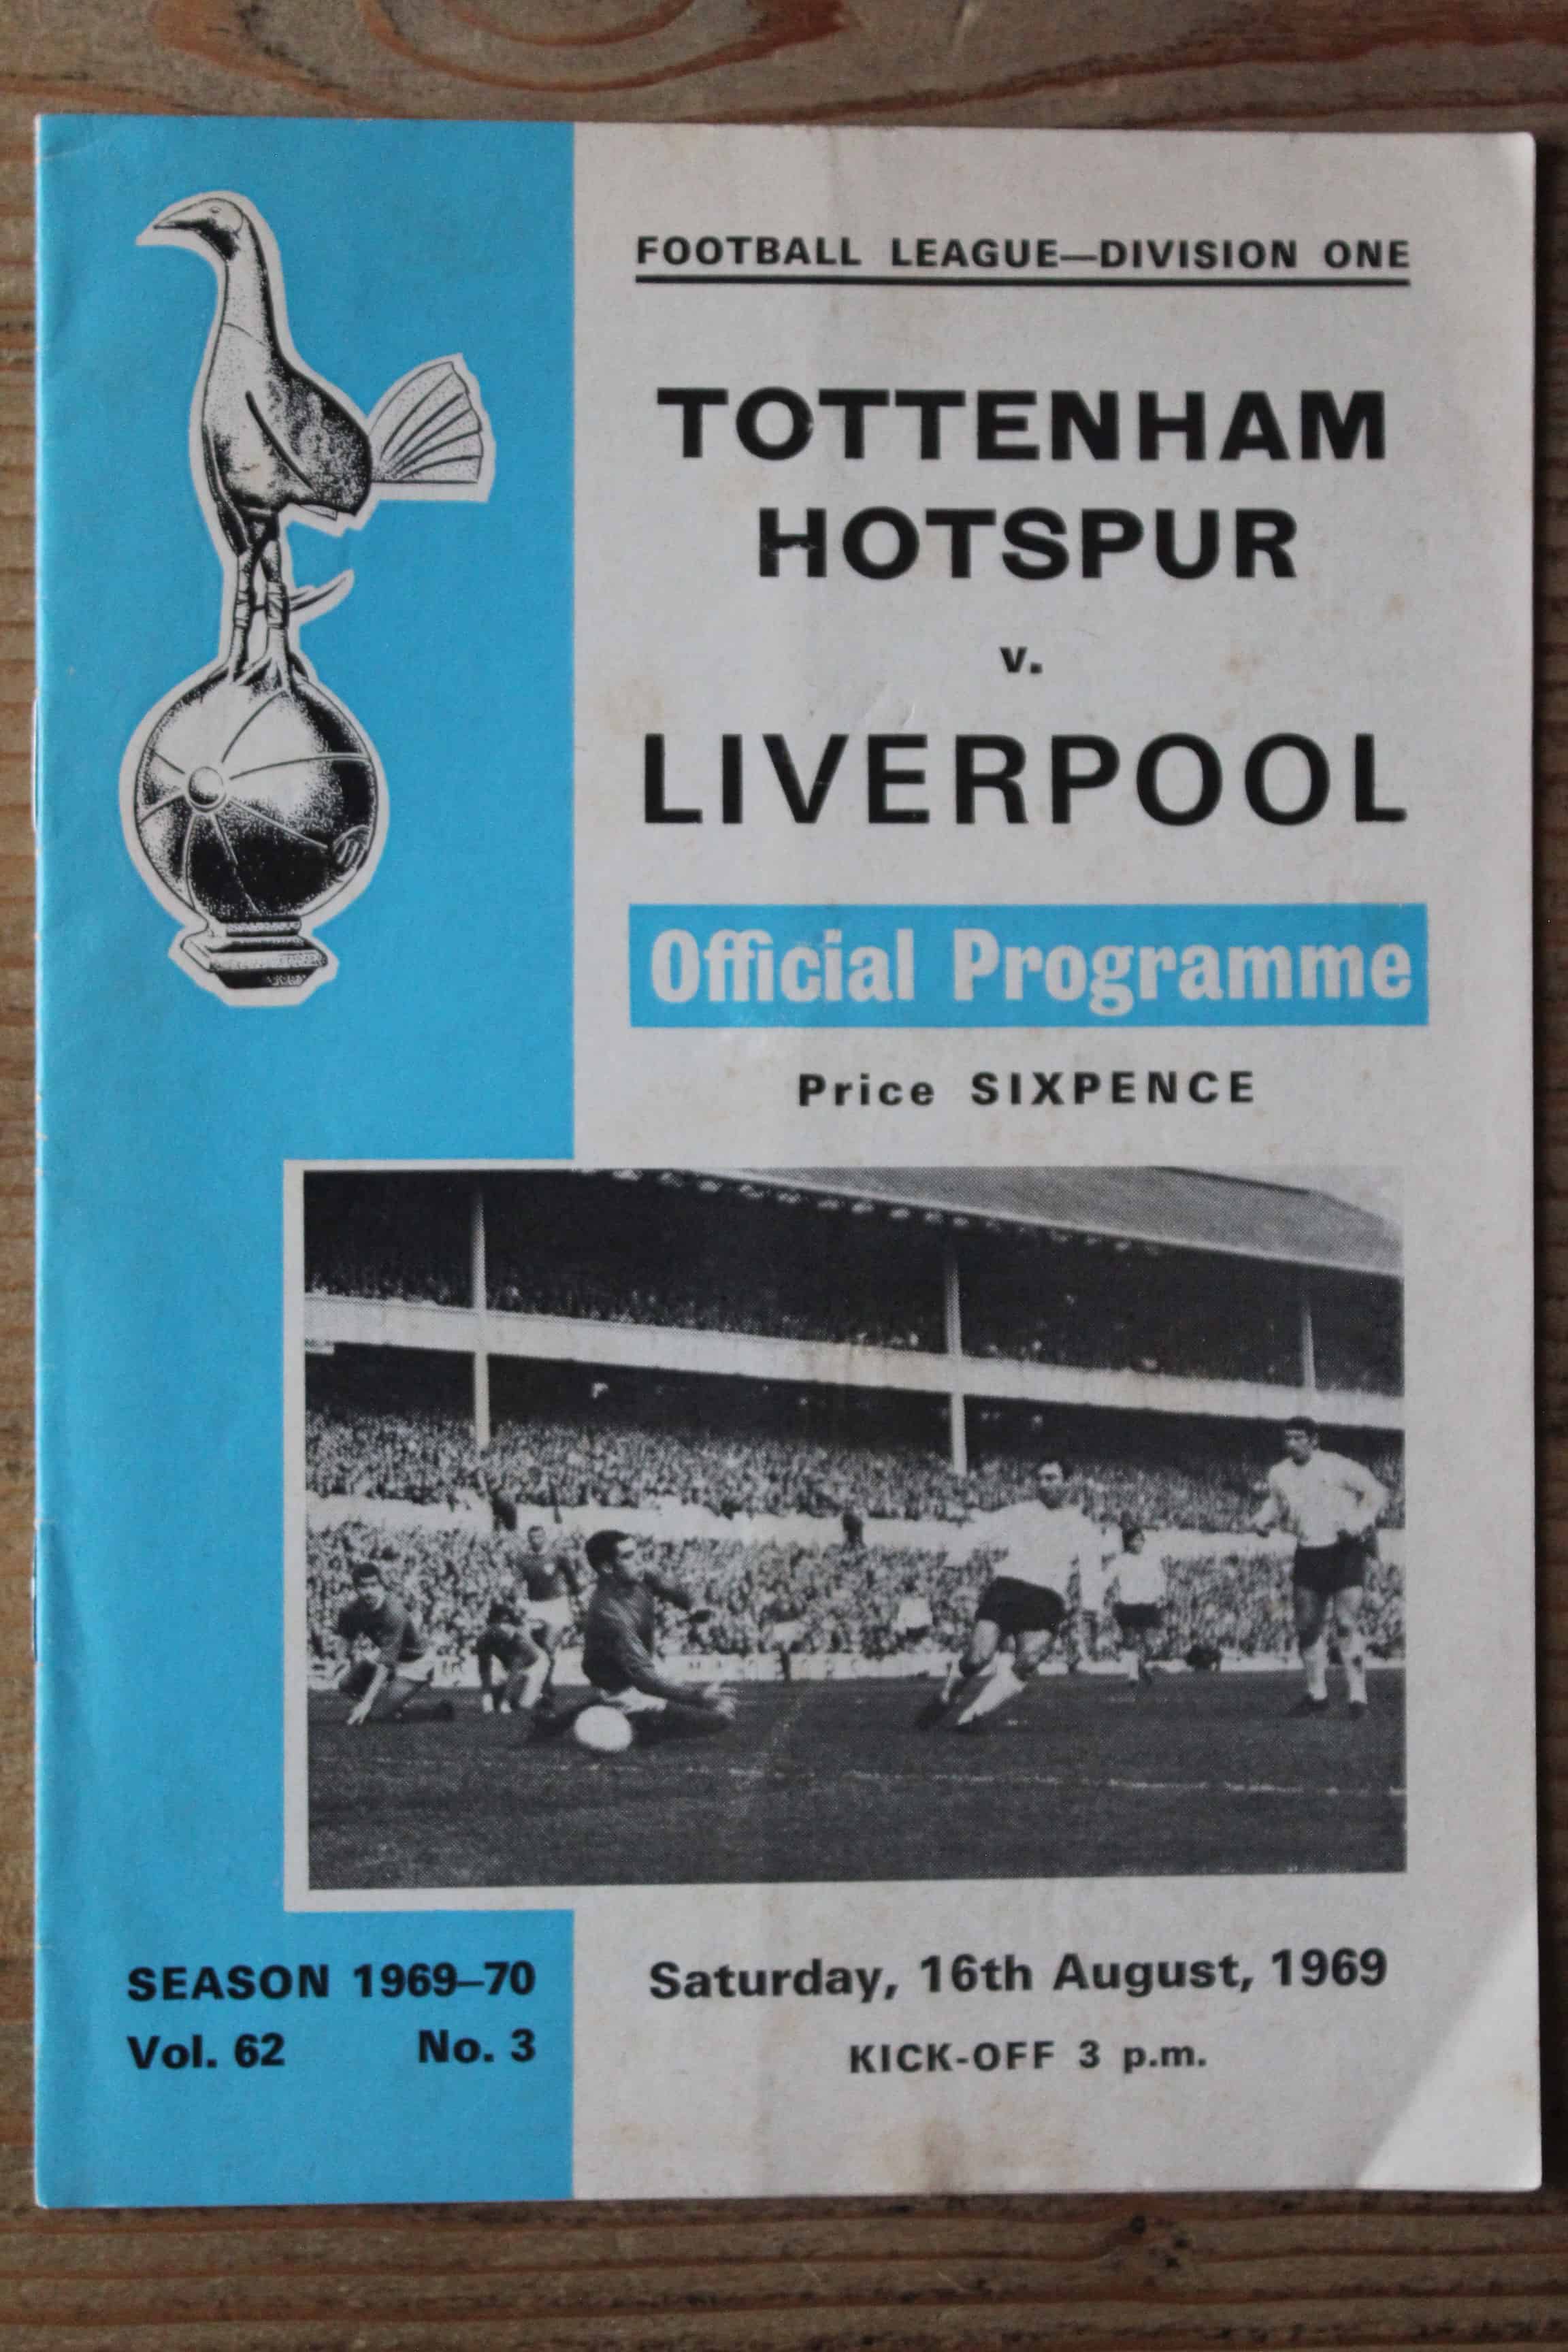 FOOTBALL LEAGUE—DIVISION ONE
TOTTENHAM
HOTSPUR
v.
LIVERPOOL
Official Programme
Price SIXPENCE
SEASON 1969–70
Vol. 62 No. 3
Saturday, 16th August, 1969
KICK-OFF 3 p.m.